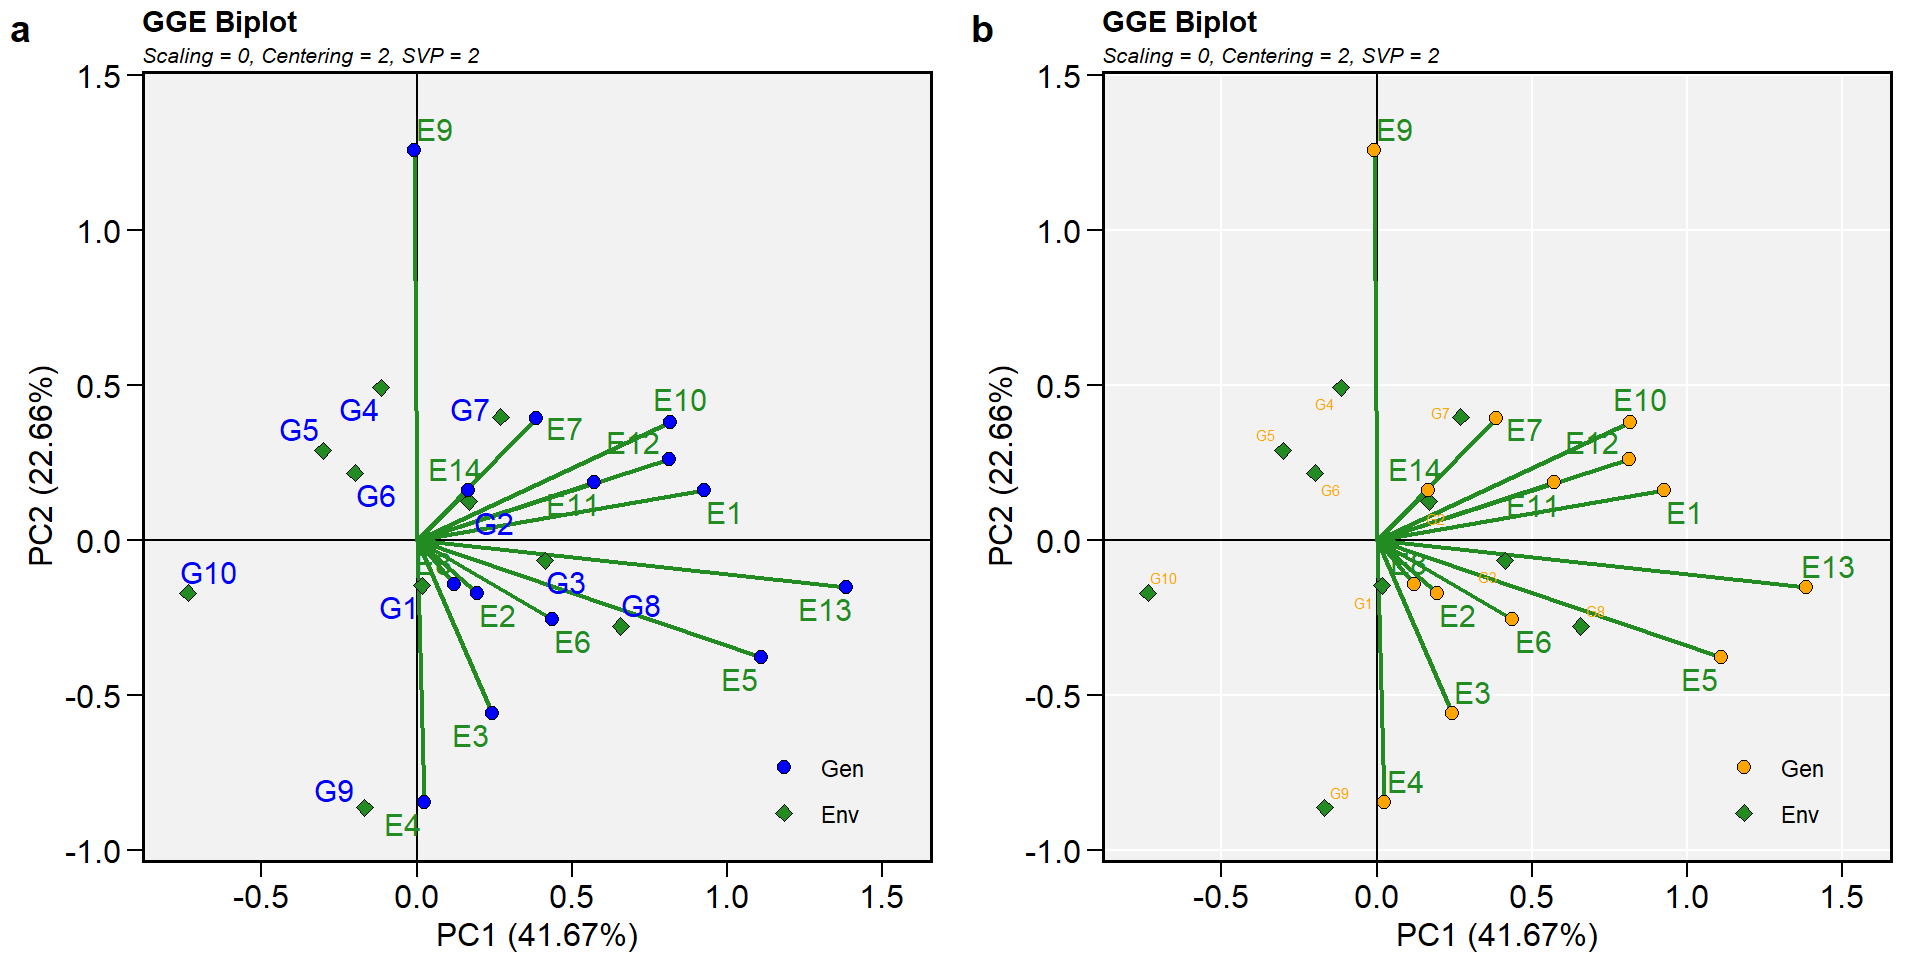 a
GGE Biplot
Scaling = 0, Centering = 2, SVP = 2
1.5
1.0
0.5
0.0
-0.5
-1.0
PC2 (22.66%)
E9
G4
G5
G6
G7
E7
E10
E12
E14
E11
E1
G2
G10
G1
E2
G3
G8
E6
E13
E5
E3
G9
E4
Gen
Env
-0.5
0.0
0.5
1.0
1.5
PC1 (41.67%)
b
GGE Biplot
Scaling = 0, Centering = 2, SVP = 2
1.5
1.0
0.5
0.0
-0.5
-1.0
PC2 (22.66%)
E9
G4
G5
G6
G7
E7
E10
E12
E14
E11
E1
G2
G10
E8
G1
E2
G3
G8
E6
E13
E5
E3
G9
E4
Gen
Env
-0.5
0.0
0.5
1.0
1.5
PC1 (41.67%)